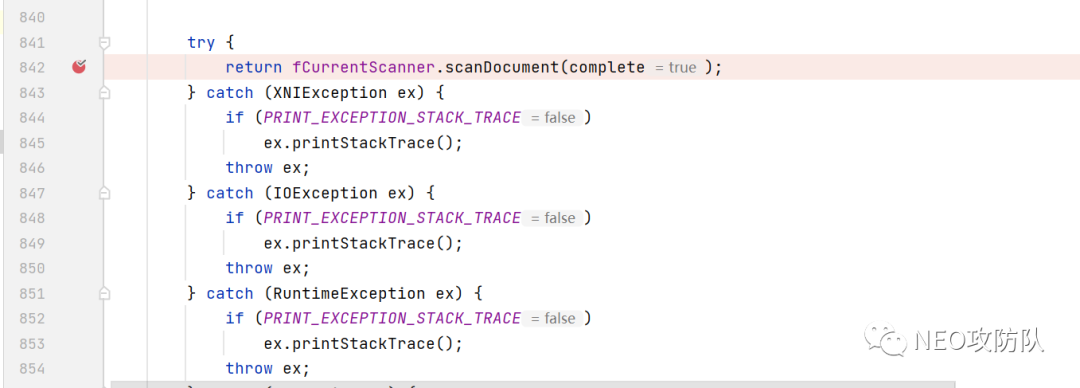 840
841 try {
842 return fCurrentScanner.scanDocument(complete = true );
843 } catch (XNIException ex) {
844 if (PRINT_EXCEPTION_STACK_TRACE = false )
845 ex.printStackTrace();
846 throw ex;
847 } catch (IOException ex) {
848 if (PRINT_EXCEPTION_STACK_TRACE = false )
849 ex.printStackTrace();
850 throw ex;
851 } catch (RuntimeException ex) {
852 if (PRINT_EXCEPTION_STACK_TRACE = false )
853 ex.printStackTrace();
854 throw ex;
NEO攻防队